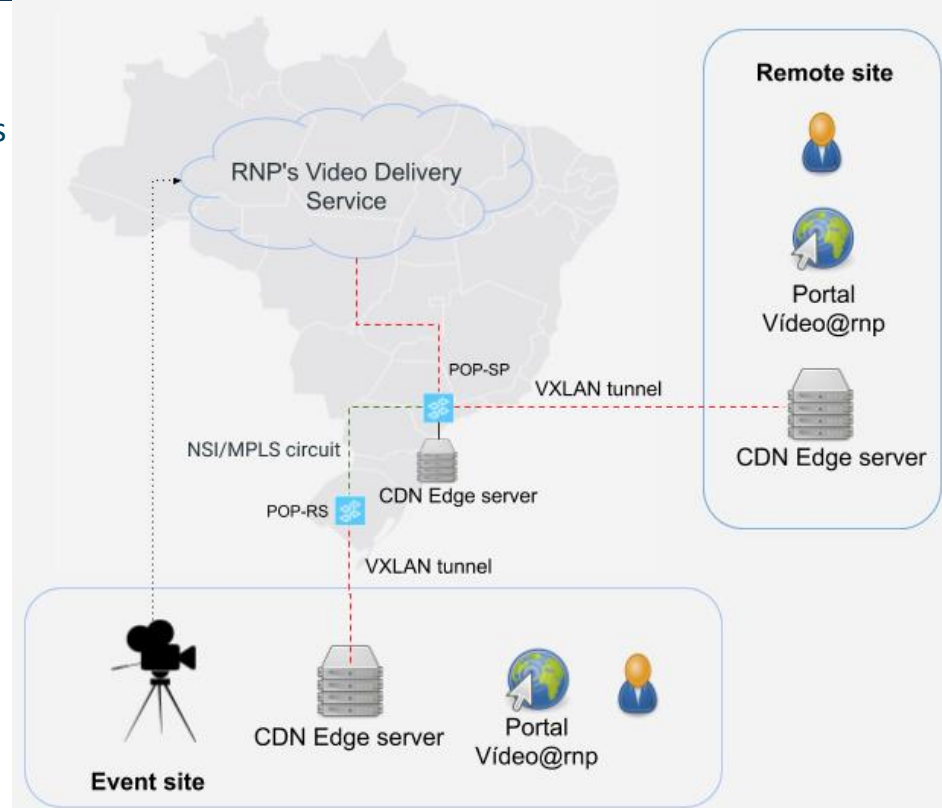 s
RNP's Video Delivery
Service
Remote site
Portal
Vídeo@rnp
CDN Edge server
POP-SP
VXLAN tunnel
NSI/MPLS circuit
CDN Edge server
POP-RS
VXLAN tunnel
CDN Edge server
Portal
Vídeo@rnp
Event site